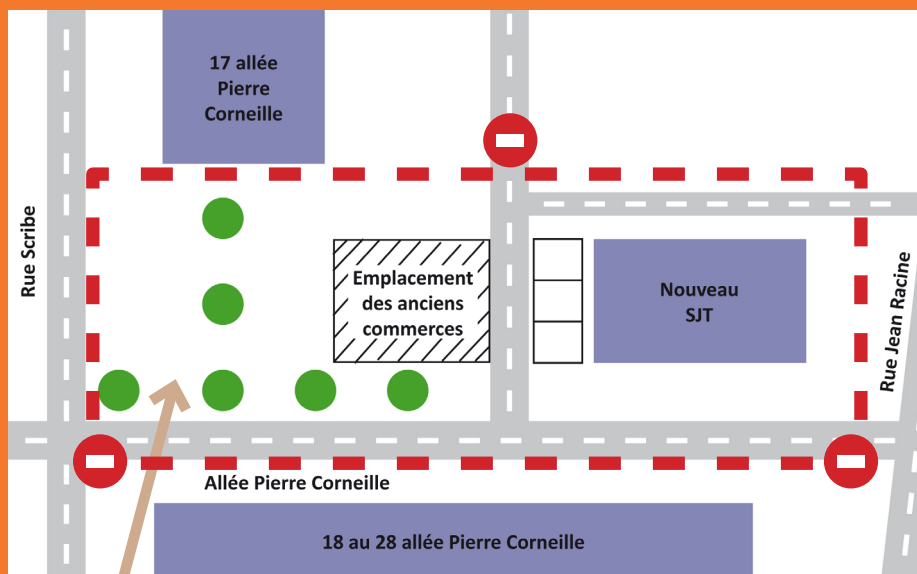 17 allée
Pierre
Corneille
Rue Scribe
Emplacement
des anciens
commerces
Nouveau
SJT
Rue Jean Racine
Allée Pierre Corneille
18 au 28 allée Pierre Corneille